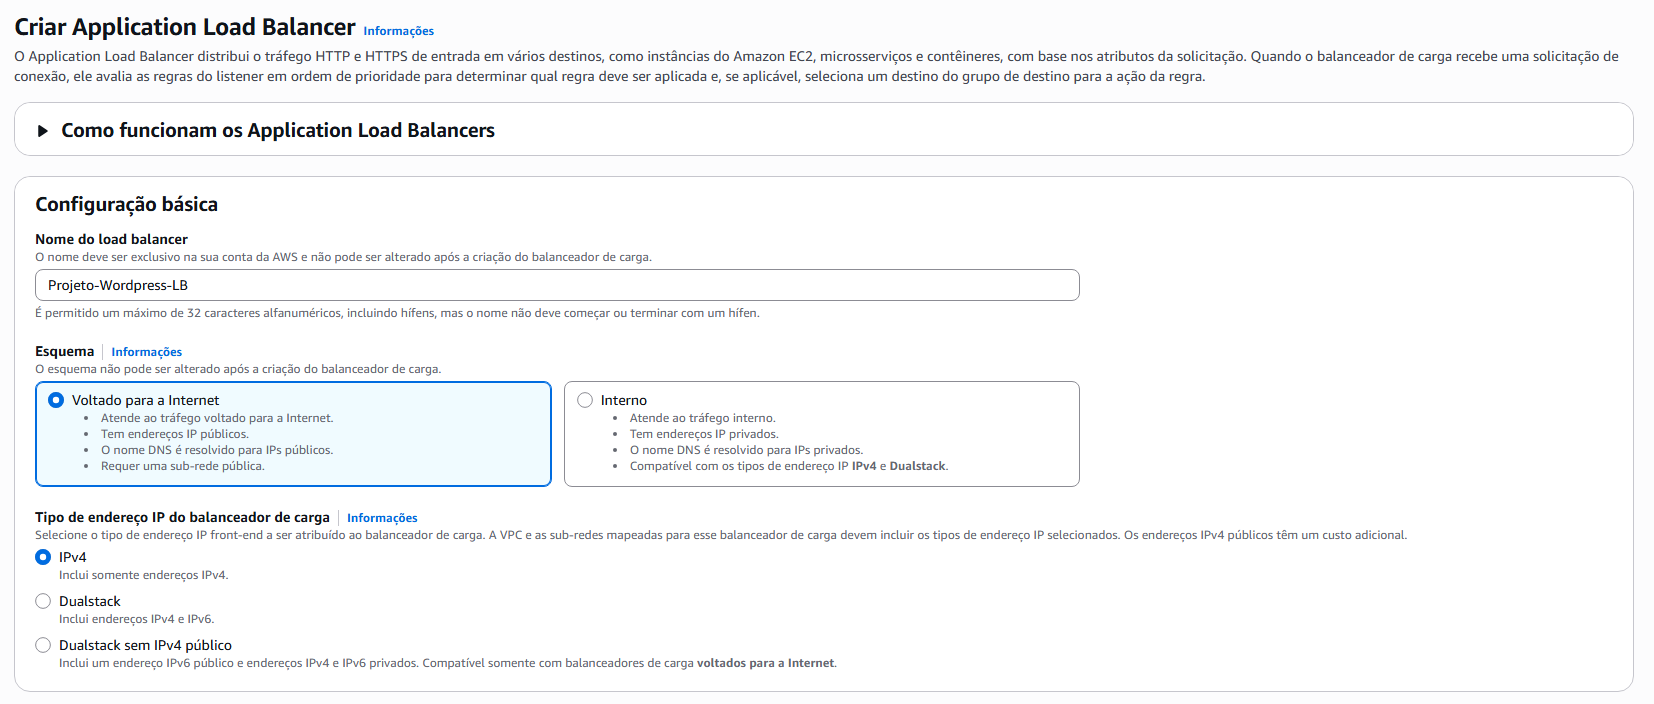 Criar Application Load Balancer Informações
O Application Load Balancer distribui o tráfego HTTP e HTTPS de entrada em vários destinos, como instâncias do Amazon EC2, microsserviços e contêineres, com base nos atributos da solicitação. Quando o balanceador de carga recebe uma solicitação de
conexão, ele avalia as regras do listener em ordem de prioridade para determinar qual regra deve ser aplicada e, se aplicável, seleciona um destino do grupo de destino para a ação da regra.
Como funcionam os Application Load Balancers
Configuração básica
Nome do load balancer
O nome deve ser exclusivo na sua conta da AWS e não pode ser alterado após a criação do balanceador de carga.
Projeto-Wordpress-LB
É permitido um máximo de 32 caracteres alfanuméricos, incluindo hífens, mas o nome não deve começar ou terminar com um hífen.
Esquema Informações
O esquema não pode ser alterado após a criação do balanceador de carga.
Voltado para a Internet
• Atende ao tráfego voltado para a Internet.
• Tem endereços IP públicos.
• O nome DNS é resolvido para IPs públicos.
• Requer uma sub-rede pública.
Interno
• Atende ao tráfego interno.
• Tem endereços IP privados.
• O nome DNS é resolvido para IPs privados.
• Compatível com os tipos de endereço IP IPv4 e Dualstack.
Tipo de endereço IP do balanceador de carga Informações
Selecione o tipo de endereço IP front-end a ser atribuído ao balanceador de carga. A VPC e as sub-redes mapeadas para esse balanceador de carga devem incluir os tipos de endereço IP selecionados. Os endereços IPv4 públicos têm um custo adicional.
IPv4
Inclui somente endereços IPv4.
Dualstack
Inclui endereços IPv4 e IPv6.
Dualstack sem IPv4 público
Inclui um endereço IPv6 público e endereços IPv4 e IPv6 privados. Compatível somente com balanceadores de carga voltados para a Internet.